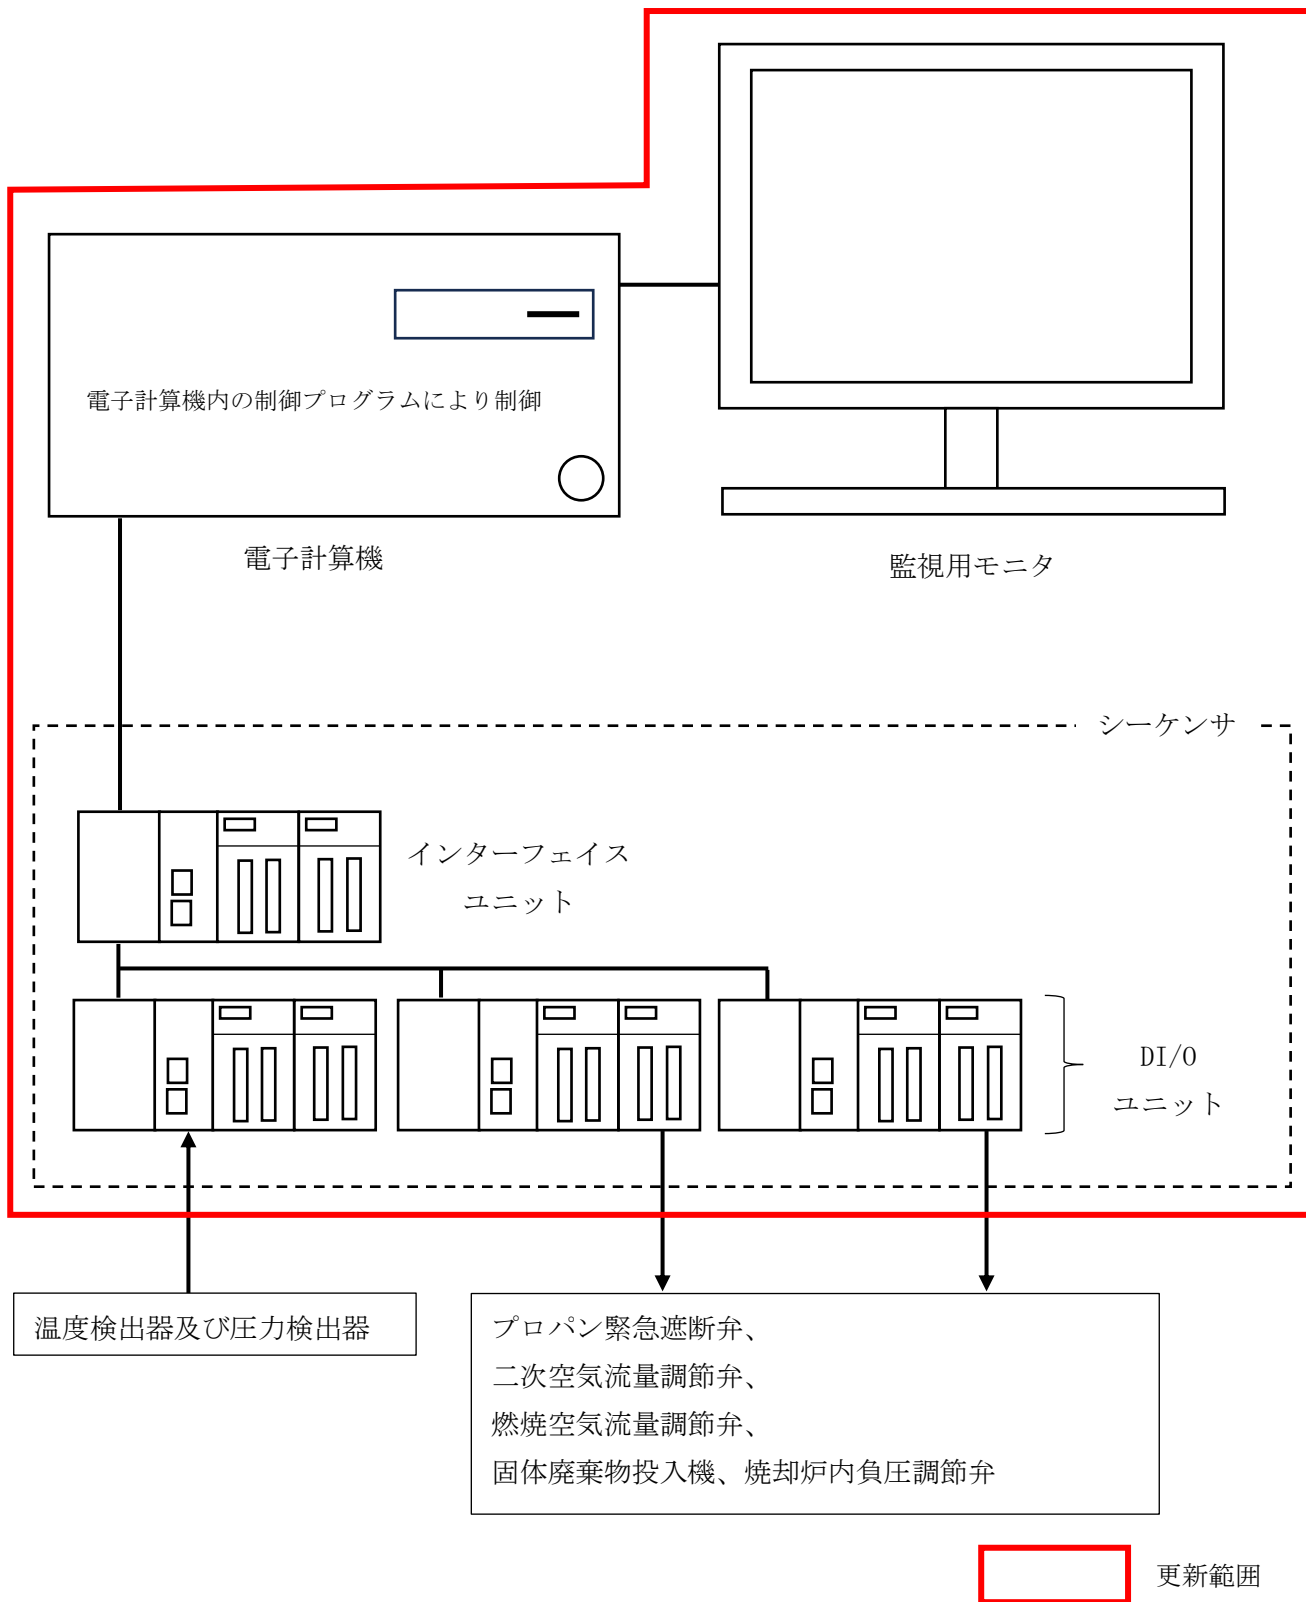 電子計算機内の制御プログラムにより制御
電子計算機
監視用モニタ
シーケンサ
インターフェイス
ユニット
DI/O
ユニット
温度検出器及び圧力検出器
プロパン緊急遮断弁、
二次空気流量調節弁、
燃焼空気流量調節弁、
固体廃棄物投入機、焼却炉内負圧調節弁
更新範囲